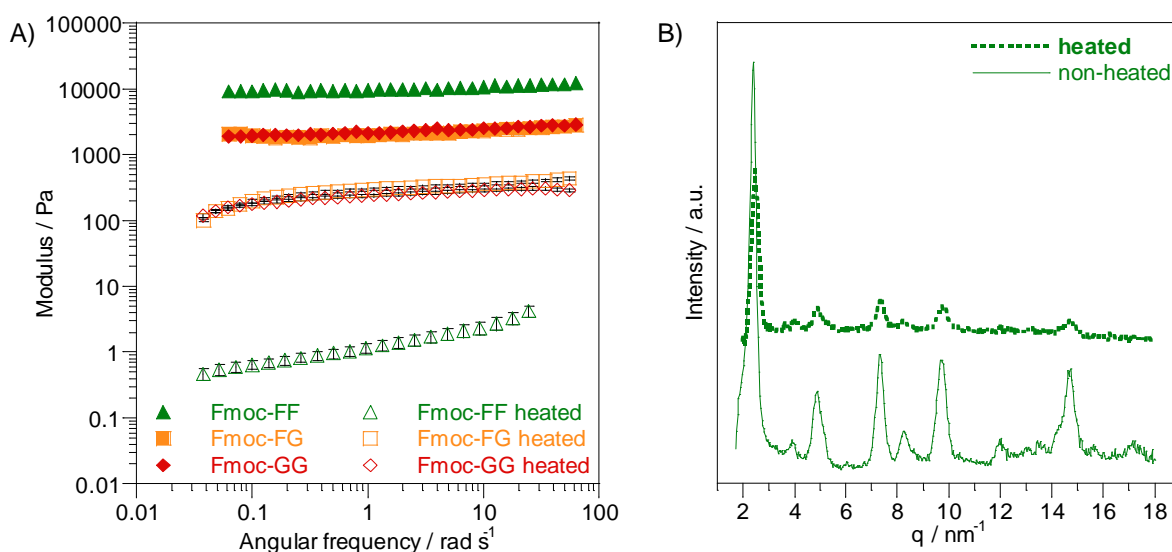 A)
100000
10000
1000
100
10
1
0.1
0.01
Modulus / Pa
Fmoc-FF
Fmoc-FG
Fmoc-GG
Fmoc-FF heated
Fmoc-FG heated
Fmoc-GG heated
0.01 0.1 1 10 100
Angular frequency / rad s-1
B)
heated
non-heated
Intensity / a.u.
2 4 6 8 10 12 14 16 18
q / nm-1